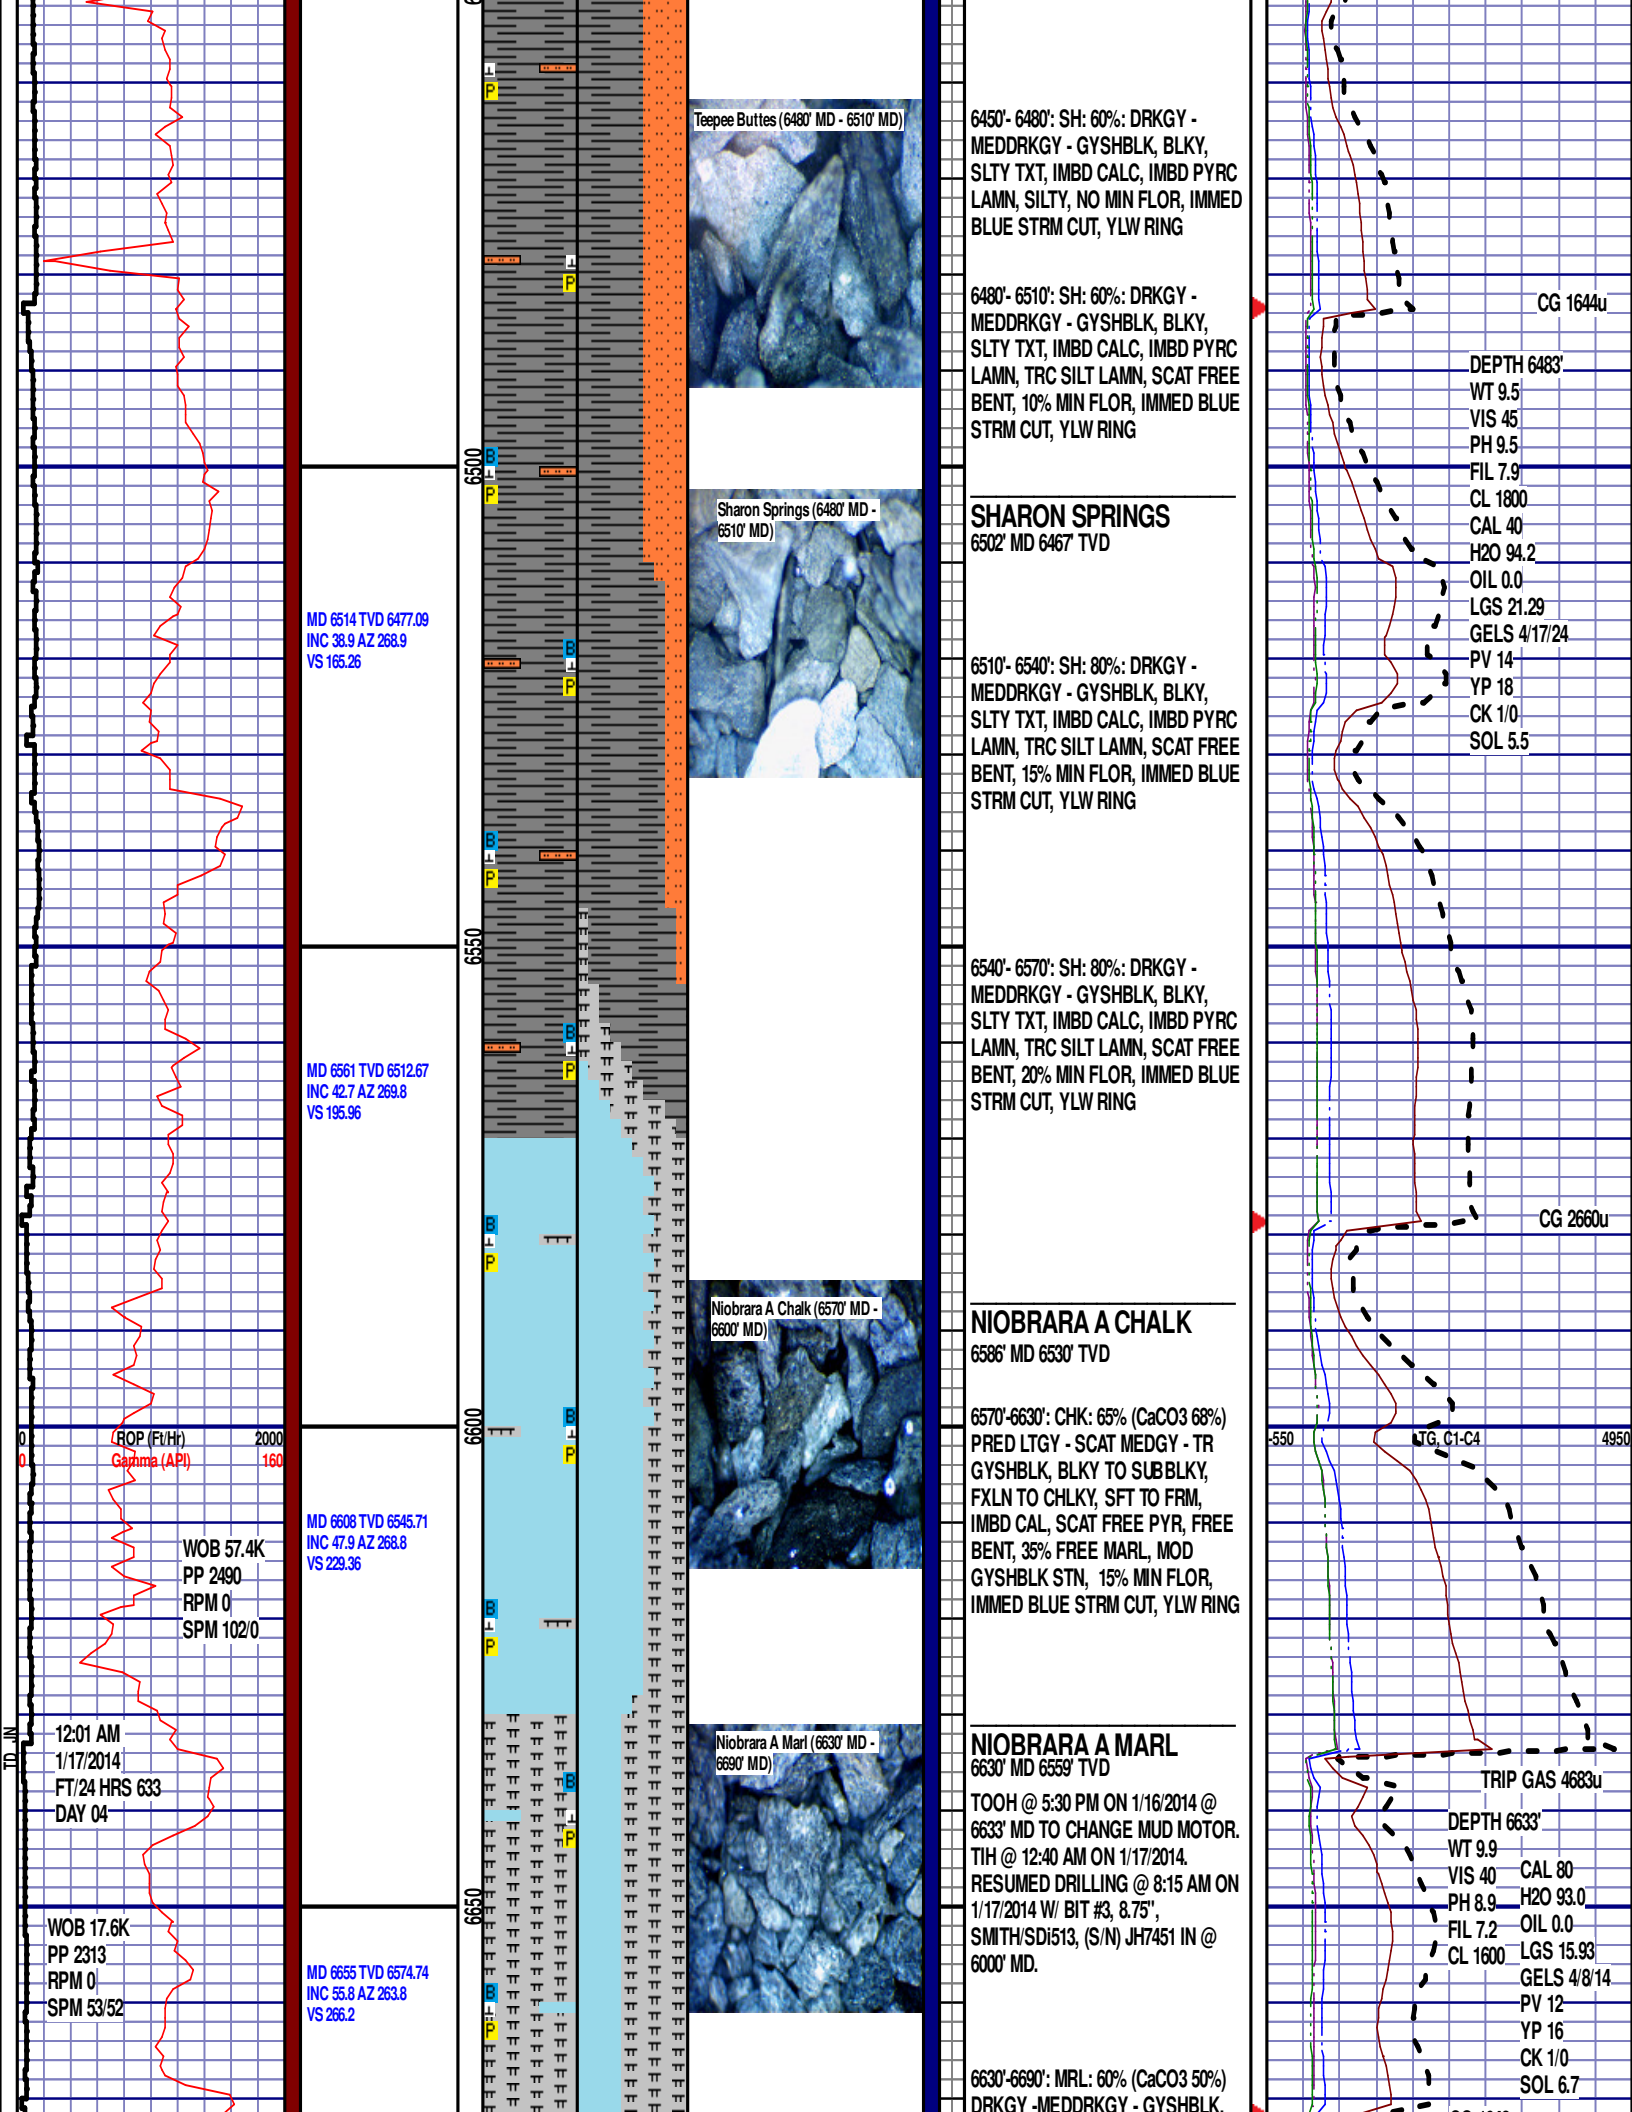 Teepee Buttes (6480' MD - 6510' MD)
Sharon Springs (6480' MD -
6510' MD)
Niobrara A Chalk (6570' MD -
6600' MD)
Niobrara A Marl (6630' MD -
6690' MD)
6450'- 6480': SH: 60%: DRKGY -
MEDDRKGY - GYSHBLK, BLKY,
SLTY TXT, IMBD CALC, IMBD PYRC
LAMN, SILTY, NO MIN FLOR, IMMED
BLUE STRM CUT, YLW RING
6480'- 6510': SH: 60%: DRKGY -
MEDDRKGY - GYSHBLK, BLKY,
SLTY TXT, IMBD CALC, IMBD PYRC
LAMN, TRC SILT LAMN, SCAT FREE
BENT, 10% MIN FLOR, IMMED BLUE
STRM CUT, YLW RING
SHARON SPRINGS
6502' MD 6467' TVD
6510'- 6540': SH: 80%: DRKGY -
MEDDRKGY - GYSHBLK, BLKY,
SLTY TXT, IMBD CALC, IMBD PYRC
LAMN, TRC SILT LAMN, SCAT FREE
BENT, 15% MIN FLOR, IMMED BLUE
STRM CUT, YLW RING
6540'- 6570': SH: 80%: DRKGY -
MEDDRKGY - GYSHBLK, BLKY,
SLTY TXT, IMBD CALC, IMBD PYRC
LAMN, TRC SILT LAMN, SCAT FREE
BENT, 20% MIN FLOR, IMMED BLUE
STRM CUT, YLW RING
NIOBRARA A CHALK
6586' MD 6530' TVD
6570'-6630': CHK: 65% (CaCO3 68%)
PRED LTGY - SCAT MEDGY - TR
GYSHBLK, BLKY TO SUBBLKY,
FXLN TO CHLKY, SFT TO FRM,
IMBD CAL, SCAT FREE PYR, FREE
BENT, 35% FREE MARL, MOD
GYSHBLK STN, 15% MIN FLOR,
IMMED BLUE STRM CUT, YLW RING
NIOBRARA A MARL
6630' MD 6559' TVD
TOOH @ 5:30 PM ON 1/16/2014 @
6633' MD TO CHANGE MUD MOTOR.
TIH @ 12:40 AM ON 1/17/2014.
RESUMED DRILLING @ 8:15 AM ON
1/17/2014 W/ BIT #3, 8.75",
SMITH/SDi513, (S/N) JH7451 IN @
6000' MD.
6630'-6690': MRL: 60% (CaCO3 50%)
DRKGY -MEDDRKGY - GYSHBLK,
MD 6514 TVD 6477.09
INC 38.9 AZ 268.9
VS 165.26
MD 6561 TVD 6512.67
INC 42.7 AZ 269.8
VS 195.96
MD 6608 TVD 6545.71
INC 47.9 AZ 268.8
VS 229.36
MD 6655 TVD 6574.74
INC 55.8 AZ 263.8
VS 266.2
6500
6550
6600
6650
0 ROP (Ft/Hr) 2000
0 Gamma (API) 160
WOB 57.4K
PP 2490
RPM 0
SPM 102/0
TD_JN
12:01 AM
1/17/2014
FT/24 HRS 633
DAY 04
WOB 17.6K
PP 2313
RPM 0
SPM 53/52
CG 1644u
DEPTH 6483'
WT 9.5
VIS 45
PH 9.5
FIL 7.9
CL 1800
CAL 40
H2O 94.2
OIL 0.0
LGS 21.29
GELS 4/17/24
PV 14
YP 18
CK 1/0
SOL 5.5
CG 2660u
-550 TG, C1-C4 4950
TRIP GAS 4683u
DEPTH 6633'
WT 9.9
VIS 40
PH 8.9
FIL 7.2
CL 1600
CAL 80
H2O 93.0
OIL 0.0
LGS 15.93
GELS 4/8/14
PV 12
YP 16
CK 1/0
SOL 6.7
P
P
B
P
B
P
B
P
B
P
B
P
B
P
B
P
B
P
B
P